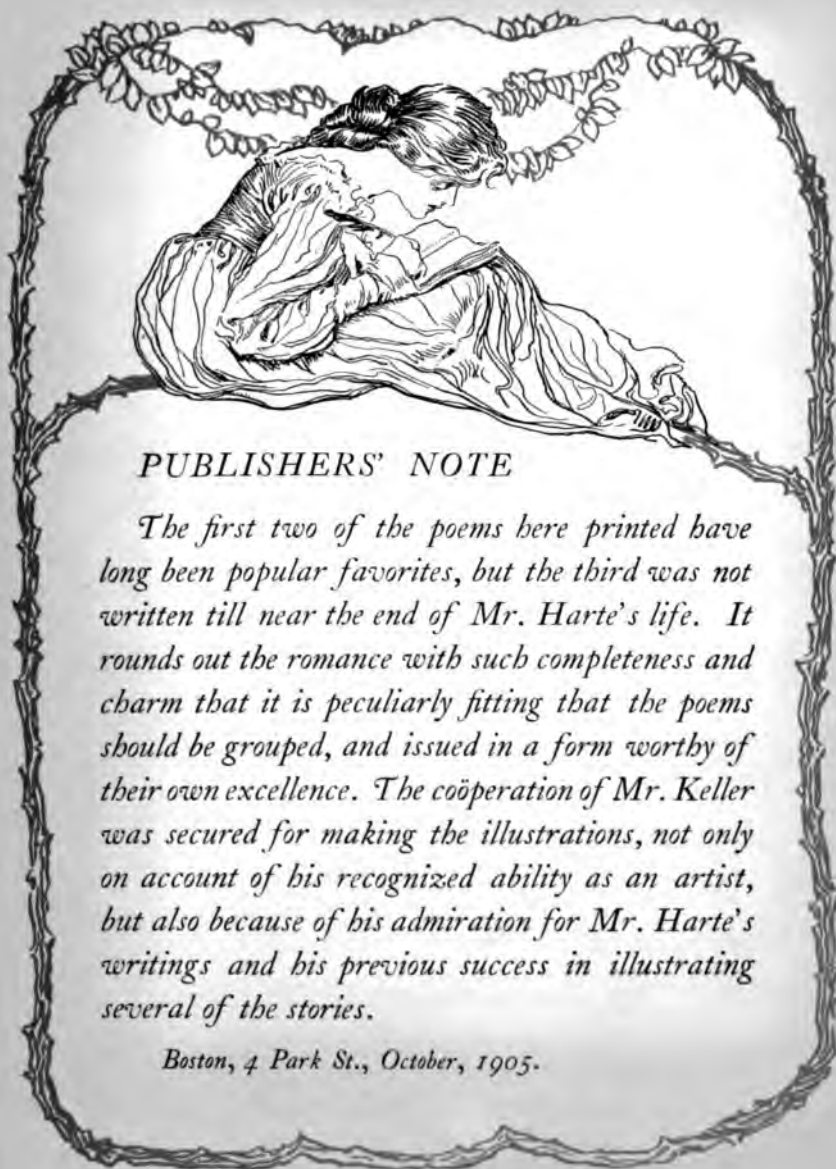 PUBLISHERS' NOTE
The first two of the poems here printed have
long been popular favorites, but the third was not
written till near the end of Mr. Harte's life. It
rounds out the romance with such completeness and
charm that it is peculiarly fitting that the poems
should be grouped, and issued in a form worthy of
their own excellence. The coöperation of Mr. Keller
was secured for making the illustrations, not only
on account of his recognized ability as an artist,
but also because of his admiration for Mr. Harte's
writings and his previous success in illustrating
several of the stories.
Boston, 4 Park St., October, 1905.